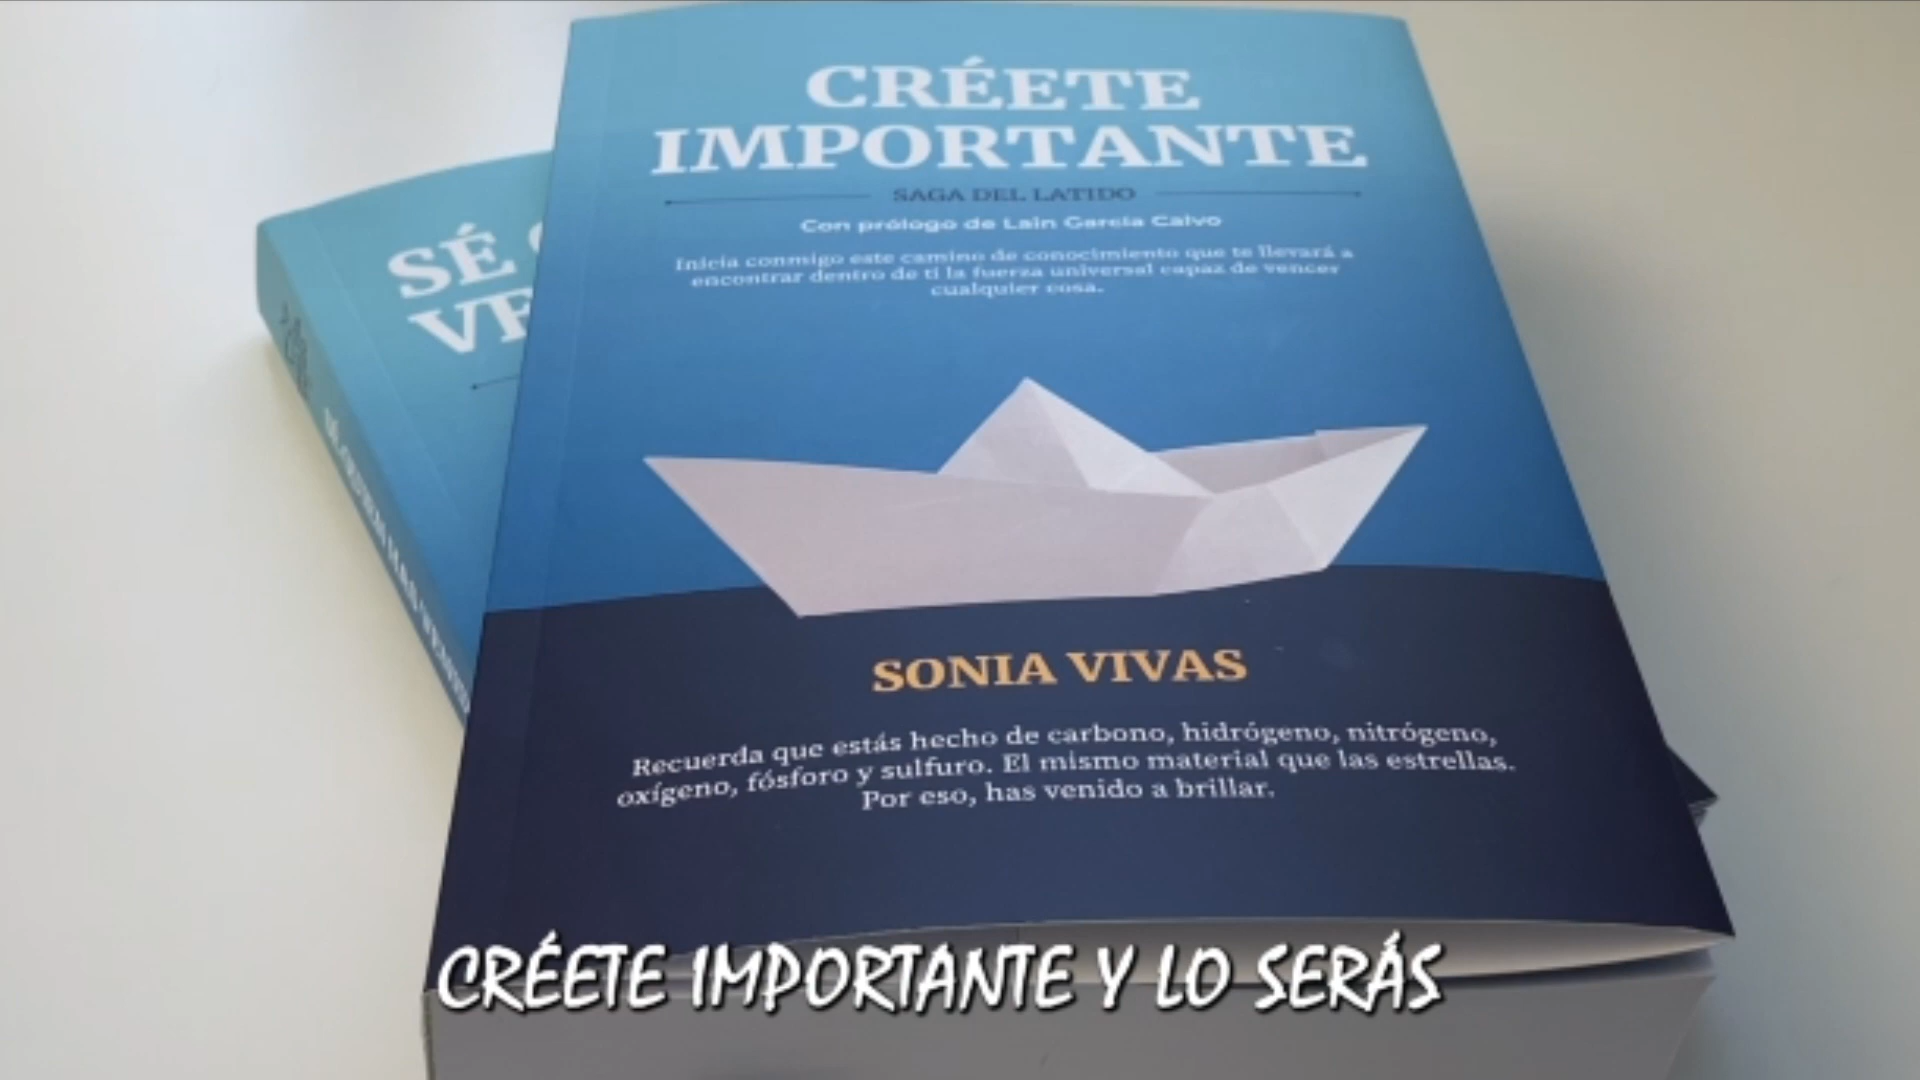 CRÉETE
IMPORTANTE
SAGA DEL LATIDO
Con prólogo de Laín García Calvo
Inicia conmigo este camino de conocimiento que te llevará a
encontrar dentro de ti la fuerza universal capaz de vencer
cualquier cosa.
SONIA VIVAS
Recuerda que estás hecho de carbono, hidrógeno, nitrógeno,
oxígeno, fósforo y sulfuro. El mismo material que las estrellas.
Por eso, has venido a brillar.
SÉ
CRÉETE IMPORTANTE Y LO SERÁS